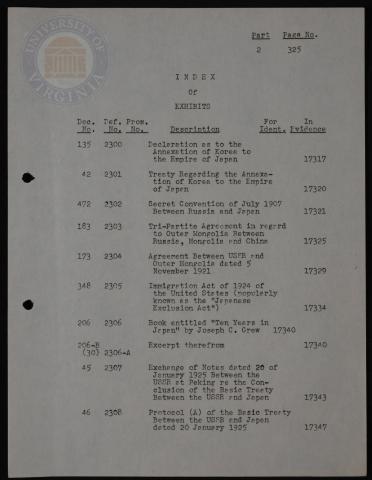 UNIVERSITY OF VIRGINIA
Part Page No.
2 325
INDEX
Of
EXHIBITS
Doc. Def. Pros. For In
No. No. No. Description Ident. Evidence
135 2300 Declaration as to the
Annexation of Korea to
the Empire of Japan 17317
42 2301 Treaty Regarding the Annexa-
tion of Korea to the Empire
of Japan 17320
472 2302 Secret Convention of July 1907
Between Russia and Japan 17321
183 2303 Tri-Partite Agreement in regard
to Outer Mongolia Between
Russia, Mongolia and China 17325
173 2304 Agreement Between USSR and
Outer Mongolia dated 5
November 1921 17329
348 2305 Immigration Act of 1924 of
the United States (popularly
known as the "Japanese
Exclusion Act") 17334
206 2306 Book entitled "Ten Years in
Japan" by Joseph C. Grew 17340
206-B Excerpt therefrom 17340
(30) 2306-A
45 2307 Exchange of Notes dated 20 of
January 1925 Between the
USSR at Peking re the Con-
clusion of the Basic Treaty
Between the USSR and Japan 17343
46 2308 Protocol (A) of the Basic Treaty
Between the USSR and Japan
dated 20 January 1925 17347